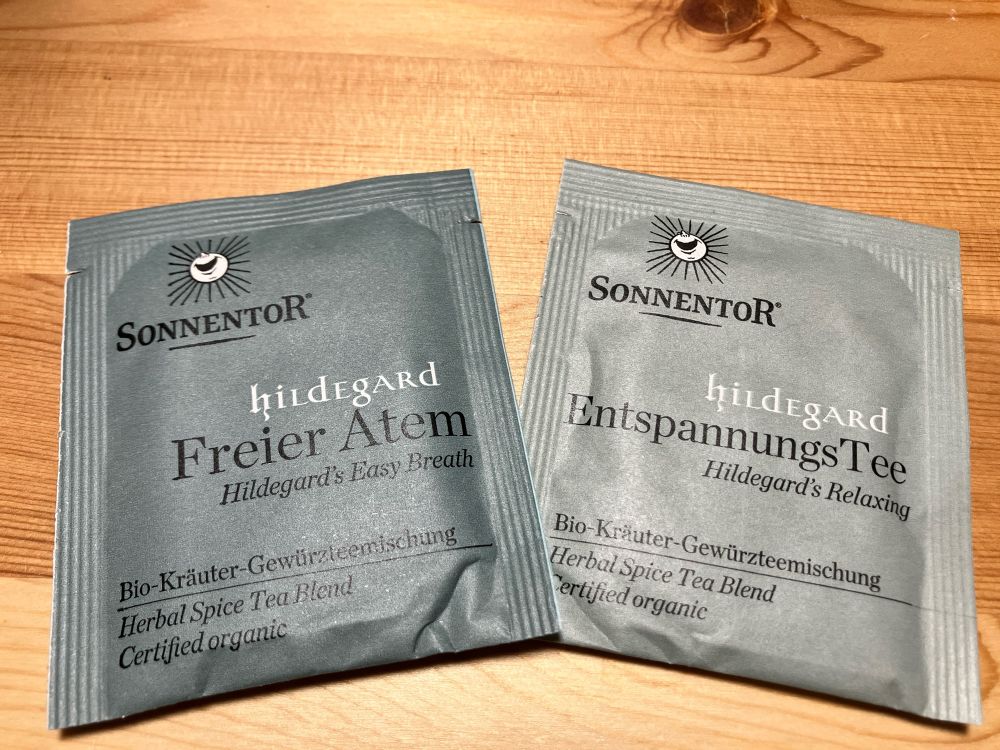 SONNENTOR®
hildegard
Freier Atem
Hildegard's Easy Breath
Bio-Kräuter-Gewürzteemischung
Herbal Spice Tea Blend
Certified organic
SONNENTOR®
hildegard
EntspannungsTee
Hildegard's Relaxing
Bio-Kräuter-Gewürzteemischung
Herbal Spice Tea Blend
Certified organic